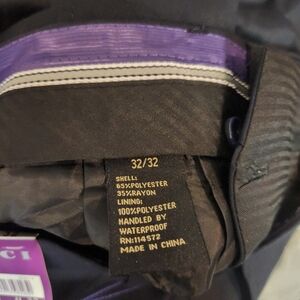 32/32
SHELL:
65%POLYESTER
35%RAYON
LINING:
100%POLYESTER
HANDLED BY
WATERPROOF
RN:114572
MADE IN CHINA